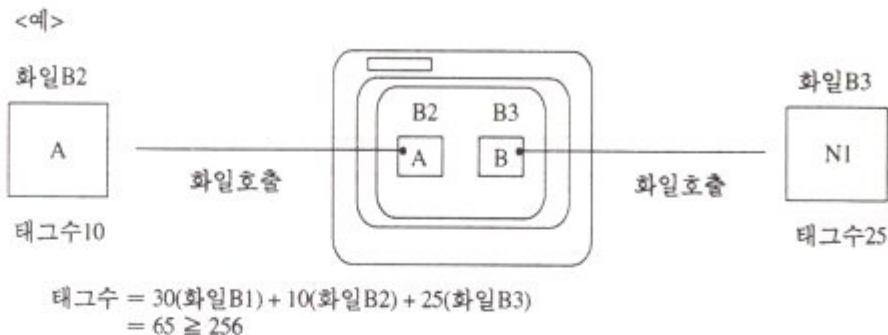 <예>
화일B2
화일B3
B2
B3
A
A
B
N1
화일호출
화일호출
태그수10
태그수25
태그수 = 30(화일B1) + 10(화일B2) + 25(화일B3)
= 65 ≧ 256